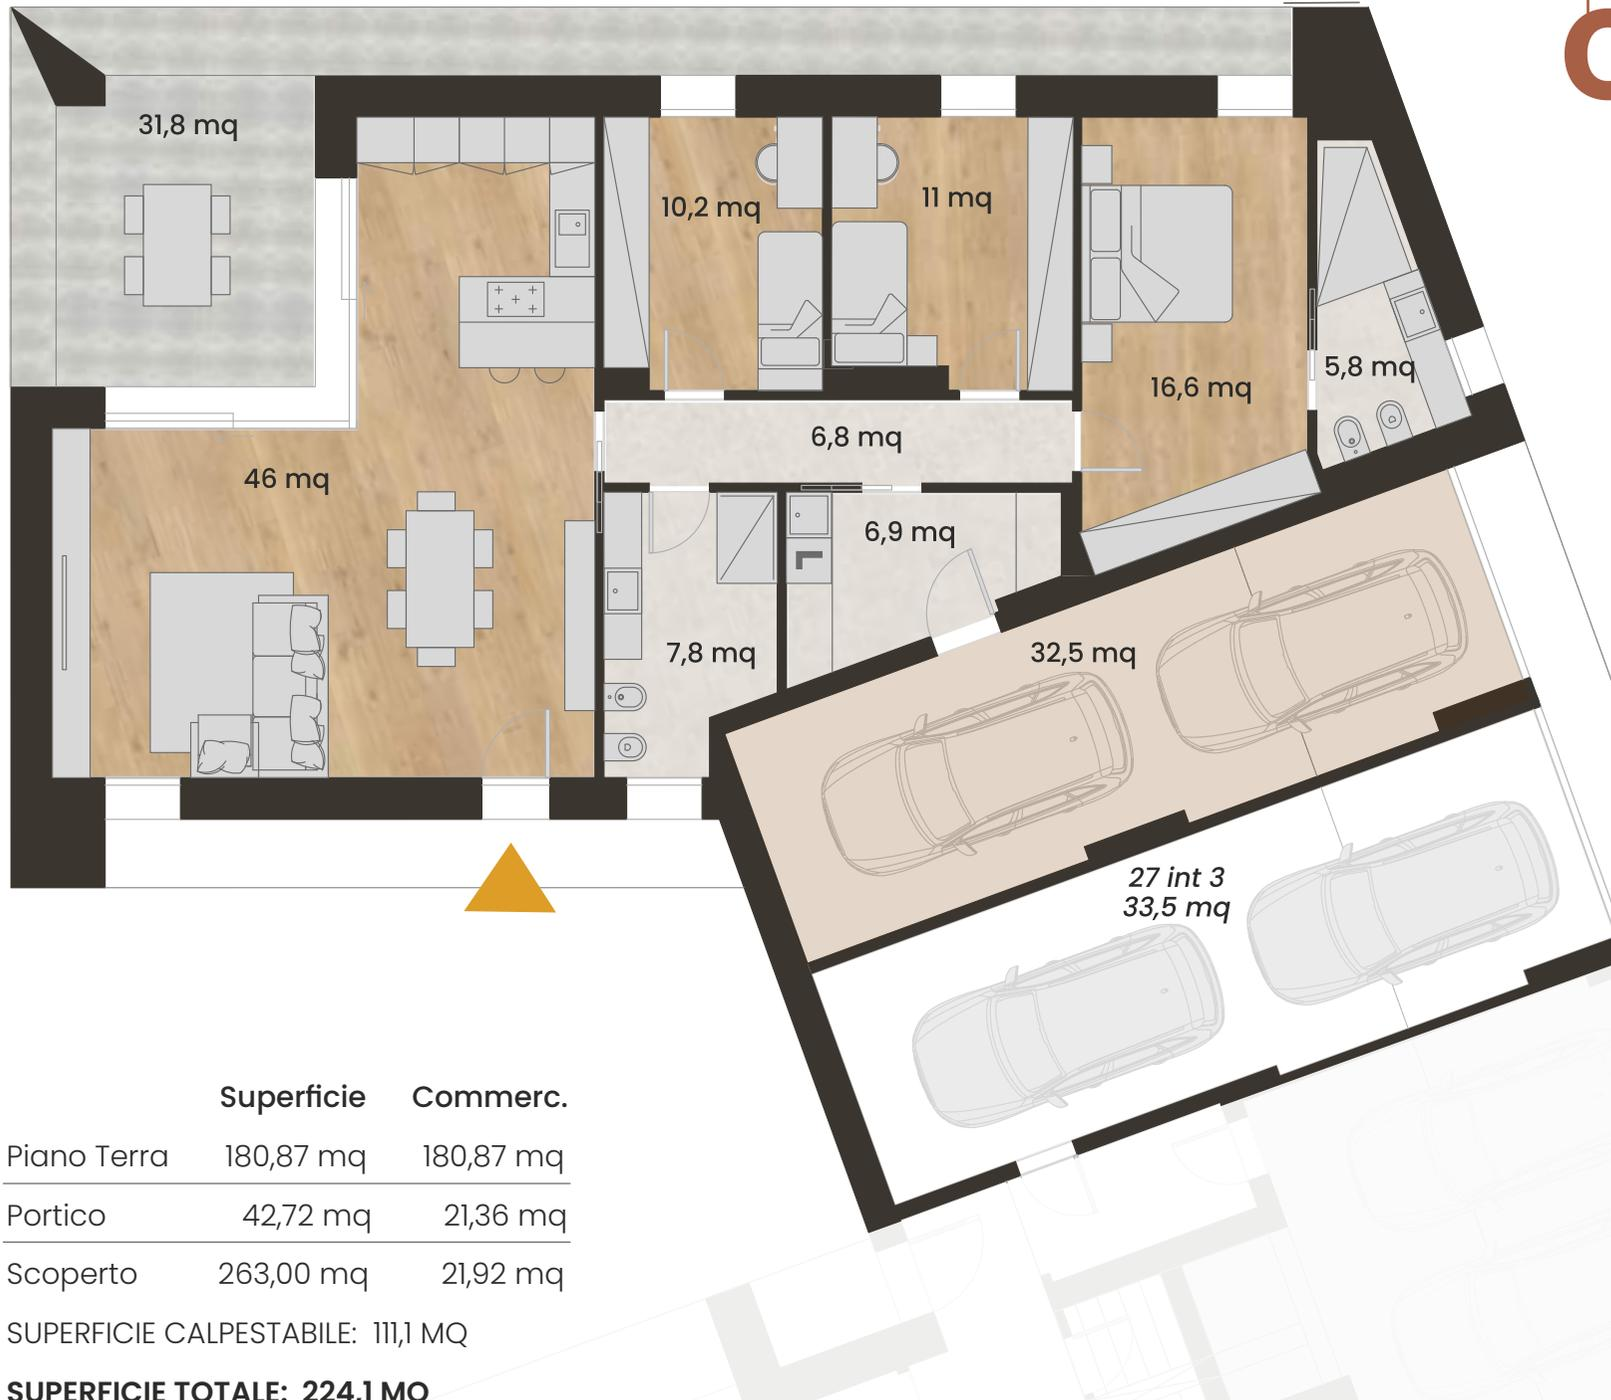 31,8 mq
10,2 mq
11 mq
16,6 mq
5,8 mq
6,8 mq
46 mq
6,9 mq
7,8 mq
32,5 mq
27 int 3
33,5 mq
Superficie Commerc.
Piano Terra 180,87 mq 180,87 mq
Portico 42,72 mq 21,36 mq
Scoperto 263,00 mq 21,92 mq
SUPERFICIE CALPESTABILE: 111,1 MQ
SUPERFICIE TOTALE: 224,1 MQ